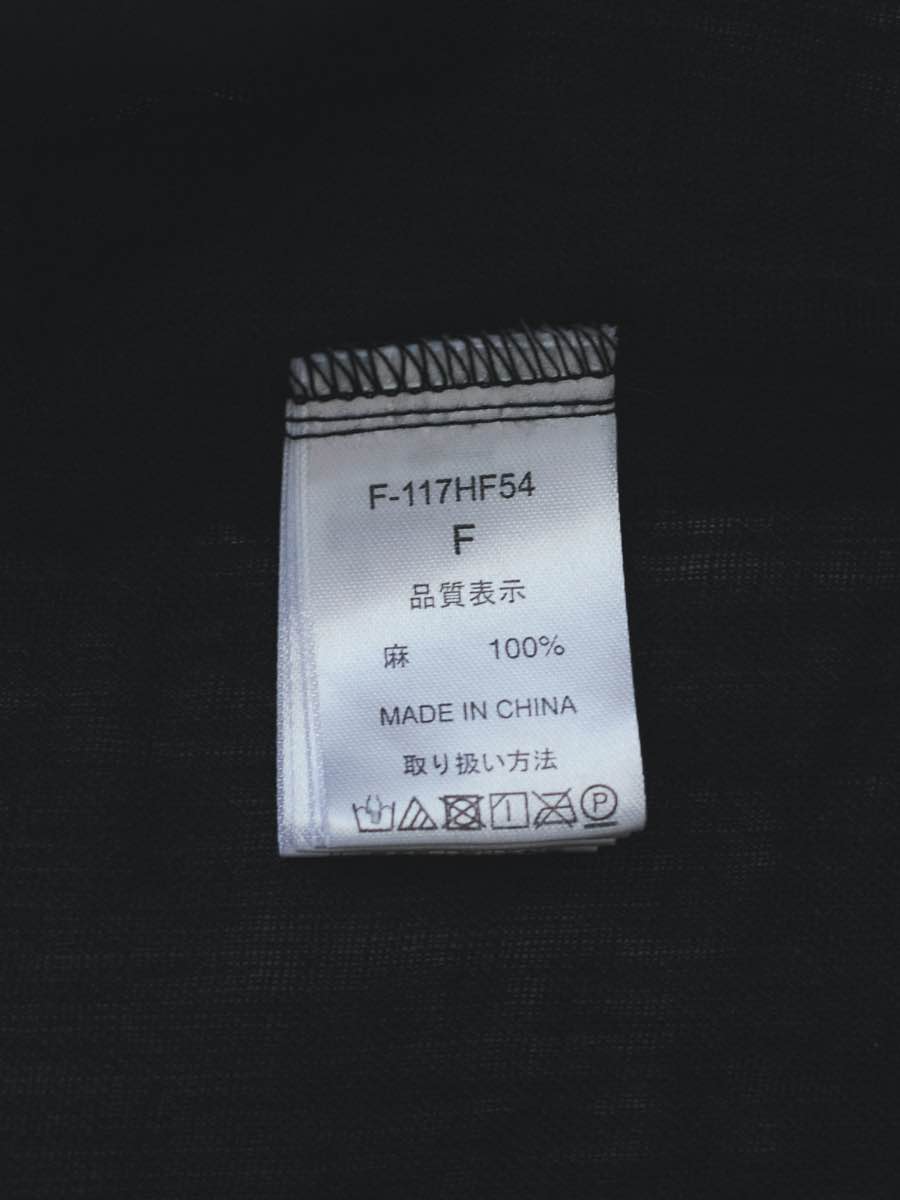 F-117HF54
F
品質表示
麻 100%
MADE IN CHINA
取り扱い方法
P